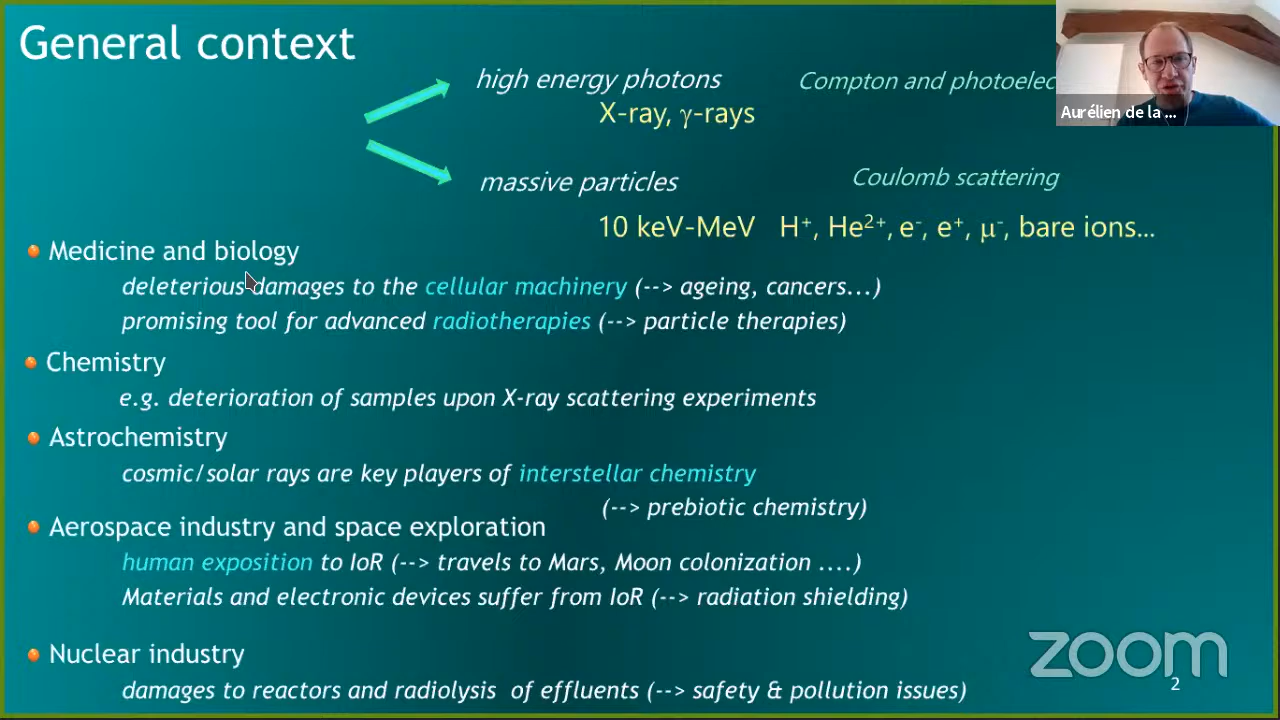 General context
high energy photons
Compton and photoelec
X-ray, γ-rays
Aurélien de la ...
massive particles
Coulomb scattering
10 keV-MeV H⁺, He²⁺, e⁻, e⁺, μ⁻, bare ions...
Medicine and biology
deleterious damages to the cellular machinery (--> ageing, cancers...)
promising tool for advanced radiotherapies (--> particle therapies)
Chemistry
e.g. deterioration of samples upon X-ray scattering experiments
Astrochemistry
cosmic/solar rays are key players of interstellar chemistry
(--> prebiotic chemistry)
Aerospace industry and space exploration
human exposition to IoR (--> travels to Mars, Moon colonization ....)
Materials and electronic devices suffer from IoR (--> radiation shielding)
Nuclear industry
damages to reactors and radiolysis of effluents (--> safety & pollution issues)
zoom
2